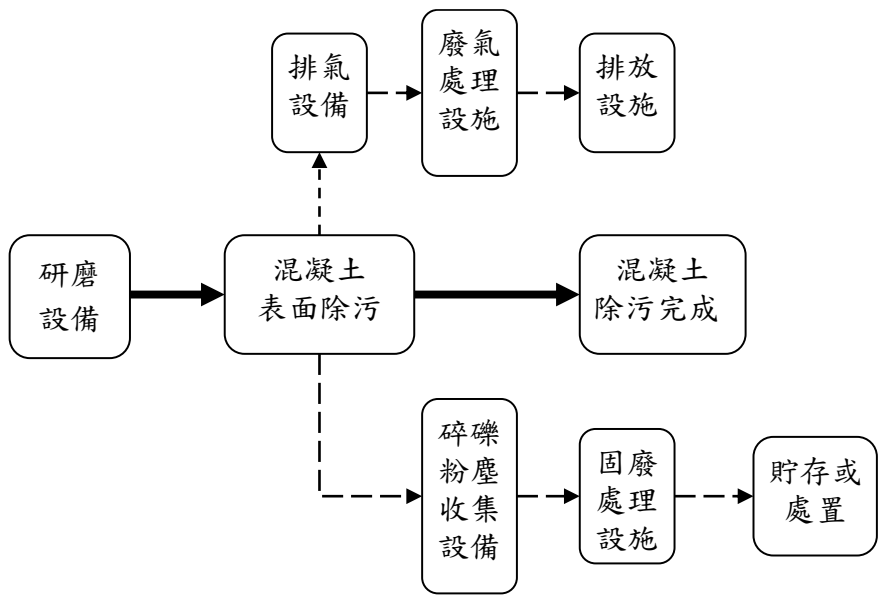 排氣
設備
廢氣
處理
設施
排放
設施
研磨
設備
混凝土
表面除污
混凝土
除污完成
碎礫
粉塵
收集
設備
固廢
處理
設施
貯存或
處置